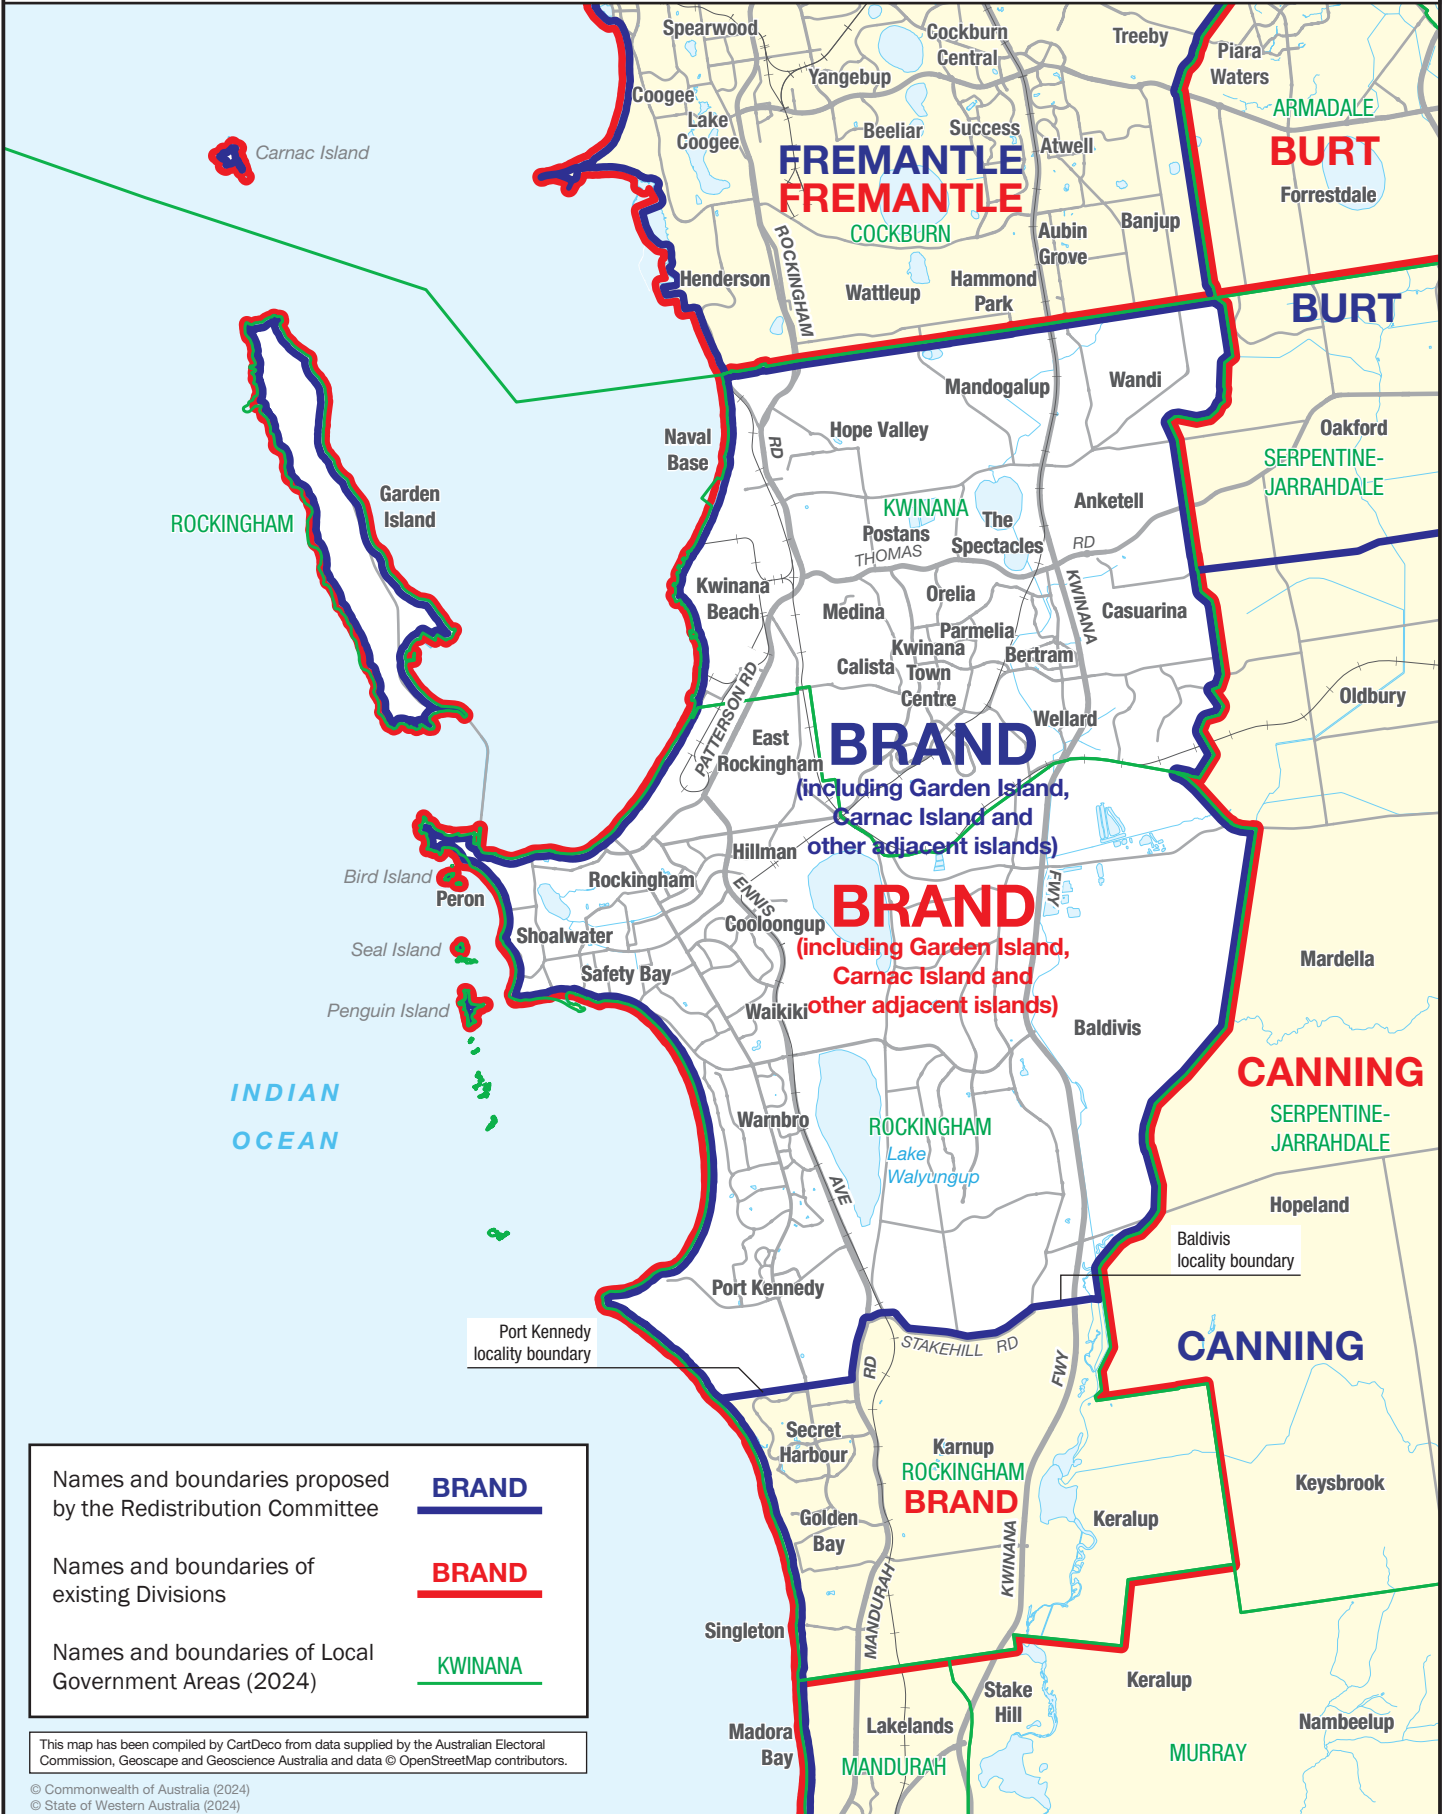 Spearwood
Cockburn
Central
Treeby
Piara
Waters
Yangebup
Coogee
ARMADALE
Lake
Coogee
Beeliar
Success
Atwell
BURT
Carnac Island
FREMANTLE
FREMANTLE
Forrestdale
COCKBURN
Banjup
Aubin
Grove
ROCKINGHAM
Henderson
Wattleup
Hammond
Park
BURT
Mandogalup
Wandi
Hope Valley
Oakford
Naval
Base
RD
SERPENTINE-
JARRAHDALE
Garden
Island
ROCKINGHAM
KWINANA
Anketell
Postans
The
Spectacles
THOMAS
RD
Kwinana
Beach
Medina
Orelia
KWINANA
Casuarina
Parmelia
Kwinana
Town
Centre
Bertram
Calista
Oldbury
PATTERSON RD
Wellard
East
Rockingham
BRAND
(including Garden Island,
Carnac Island and
other adjacent islands)
Hillman
Bird Island
Peron
Rockingham
ENNIS
FWY
BRAND
(including Garden Island,
Carnac Island and
other adjacent islands)
Cooloongup
Shoalwater
Seal Island
Safety Bay
Mardella
Penguin Island
Waikiki
Baldivis
CANNING
INDIAN
OCEAN
Warnbro
ROCKINGHAM
SERPENTINE-
JARRAHDALE
Lake
Walyungup
AVE
Hopeland
Baldivis
locality boundary
Port Kennedy
Port Kennedy
locality boundary
STAKEHILL RD
CANNING
RD
FWY
Secret
Harbour
Karnup
ROCKINGHAM
BRAND
Keysbrook
Golden
Bay
Keralup
KWINANA
MANDURAH
Singleton
Stake
Hill
Keralup
Madora
Bay
Lakelands
Nambeelup
MANDURAH
MURRAY
Names and boundaries proposed
by the Redistribution Committee
BRAND
Names and boundaries of
existing Divisions
BRAND
Names and boundaries of Local
Government Areas (2024)
KWINANA
This map has been compiled by CartDeco from data supplied by the Australian Electoral
Commission, Geoscape and Geoscience Australia and data © OpenStreetMap contributors.
© Commonwealth of Australia (2024)
© State of Western Australia (2024)